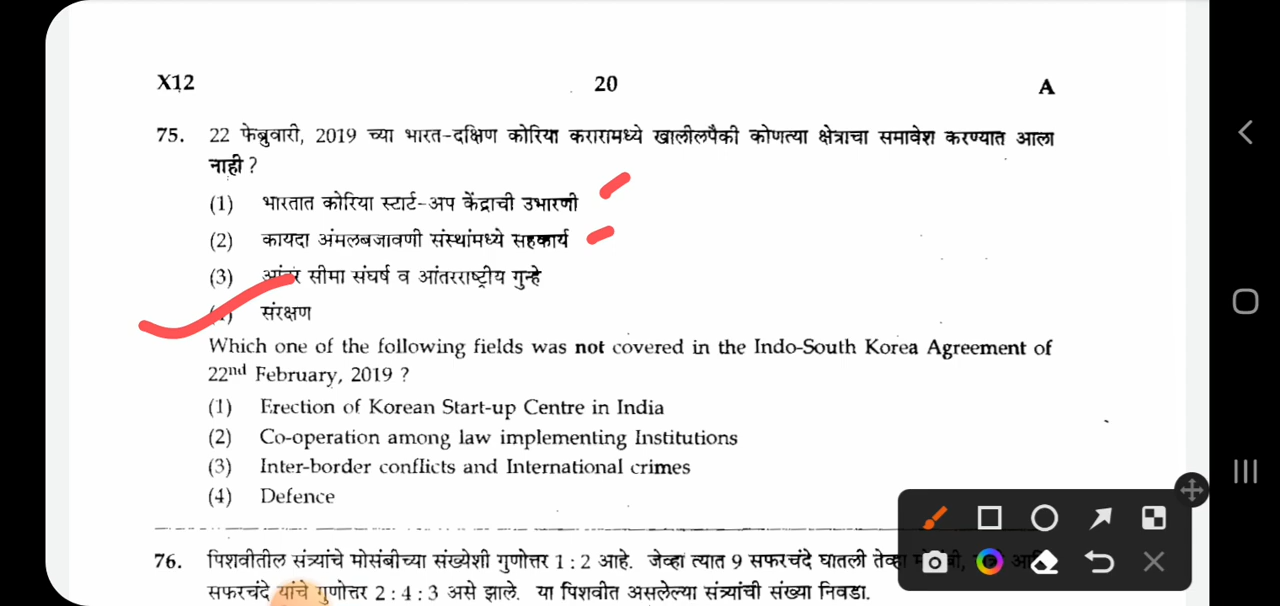 X12 20 A
75. 22 फेब्रुवारी, 2019 च्या भारत-दक्षिण कोरिया करारामध्ये खालीलपैकी कोणत्या क्षेत्राचा समावेश करण्यात आला
नाही ?
(1) भारतात कोरिया स्टार्ट-अप केंद्राची उभारणी
(2) कायदा अंमलबजावणी संस्थांमध्ये सहकार्य
(3) आंतर सीमा संघर्ष व आंतरराष्ट्रीय गुन्हे
संरक्षण
Which one of the following fields was not covered in the Indo-South Korea Agreement of
22nd February, 2019 ?
(1) Erection of Korean Start-up Centre in India
(2) Co-operation among law implementing Institutions
(3) Inter-border conflicts and International crimes
(4) Defence
76. पिशवीतील संत्र्यांचे मोसंबीच्या संख्येशी गुणोत्तर 1 : 2 आहे. जेव्हा त्यात 9 सफरचंदे घातली तेव्हा
सफरचंदे यांचे गुणोत्तर 2 : 4 : 3 असे झाले. या पिशवीत असलेल्या संत्र्यांची संख्या निवडा.